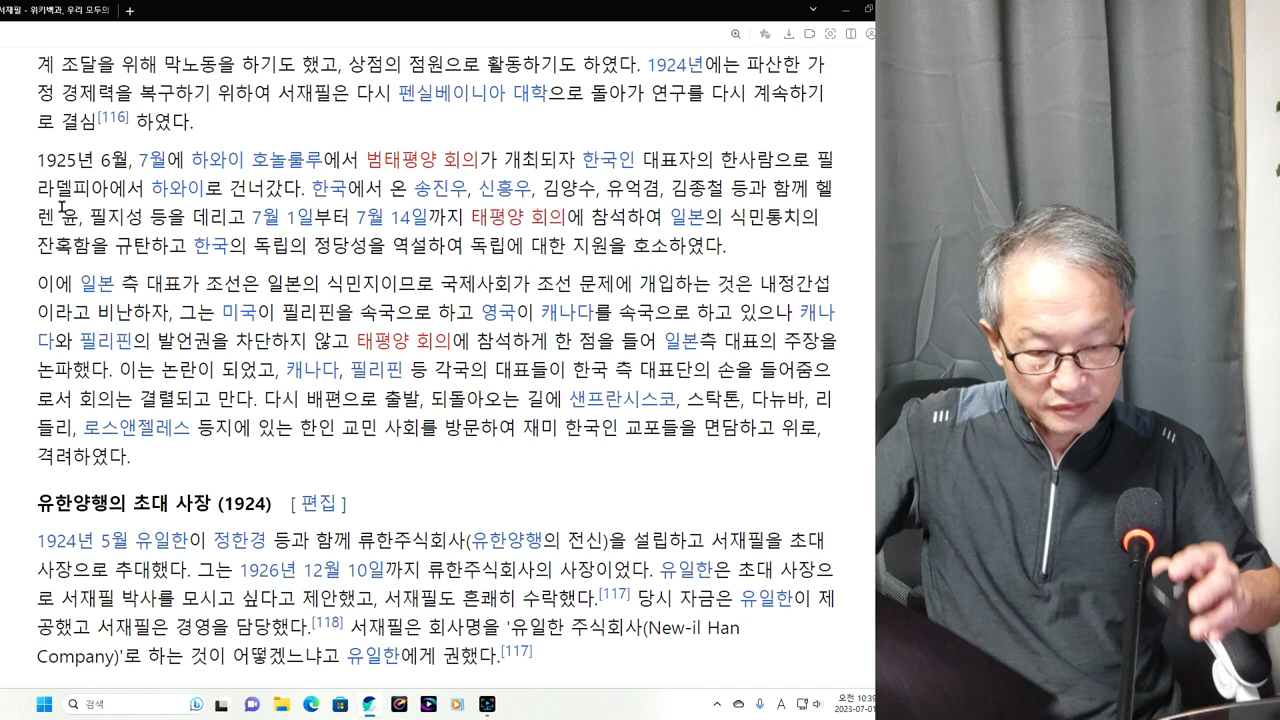 서재필 - 위키백과, 우리 모두의
계 조달을 위해 막노동을 하기도 했고, 상점의 점원으로 활동하기도 하였다. 1924년에는 파산한 가
정 경제력을 복구하기 위하여 서재필은 다시 펜실베이니아 대학으로 돌아가 연구를 다시 계속하기
로 결심[116] 하였다.
1925년 6월, 7월에 하와이 호놀룰루에서 범태평양 회의가 개최되자 한국인 대표자의 한사람으로 필
라델피아에서 하와이로 건너갔다. 한국에서 온 송진우, 신흥우, 김양수, 유억겸, 김종철 등과 함께 헬
렌 윤, 필지성 등을 데리고 7월 1일부터 7월 14일까지 태평양 회의에 참석하여 일본의 식민통치의
잔혹함을 규탄하고 한국의 독립의 정당성을 역설하여 독립에 대한 지원을 호소하였다.
이에 일본 측 대표가 조선은 일본의 식민지이므로 국제사회가 조선 문제에 개입하는 것은 내정간섭
이라고 비난하자, 그는 미국이 필리핀을 속국으로 하고 영국이 캐나다를 속국으로 하고 있으나 캐나
다와 필리핀의 발언권을 차단하지 않고 태평양 회의에 참석하게 한 점을 들어 일본측 대표의 주장을
논파했다. 이는 논란이 되었고, 캐나다, 필리핀 등 각국의 대표들이 한국 측 대표단의 손을 들어줌으
로서 회의는 결렬되고 만다. 다시 배편으로 출발, 되돌아오는 길에 샌프란시스코, 스탁톤, 다뉴바, 리
들리, 로스앤젤레스 등지에 있는 한인 교민 사회를 방문하여 재미 한국인 교포들을 면담하고 위로,
격려하였다.
유한양행의 초대 사장 (1924) [ 편집 ]
1924년 5월 유일한이 정한경 등과 함께 류한주식회사(유한양행의 전신)을 설립하고 서재필을 초대
사장으로 추대했다. 그는 1926년 12월 10일까지 류한주식회사의 사장이었다. 유일한은 초대 사장으
로 서재필 박사를 모시고 싶다고 제안했고, 서재필도 흔쾌히 수락했다.[117] 당시 자금은 유일한이 제
공했고 서재필은 경영을 담당했다.[118] 서재필은 회사명을 '유일한 주식회사(New-il Han
Company)'로 하는 것이 어떻겠느냐고 유일한에게 권했다.[117]
검색
A
오전 10:39
2023-07-01